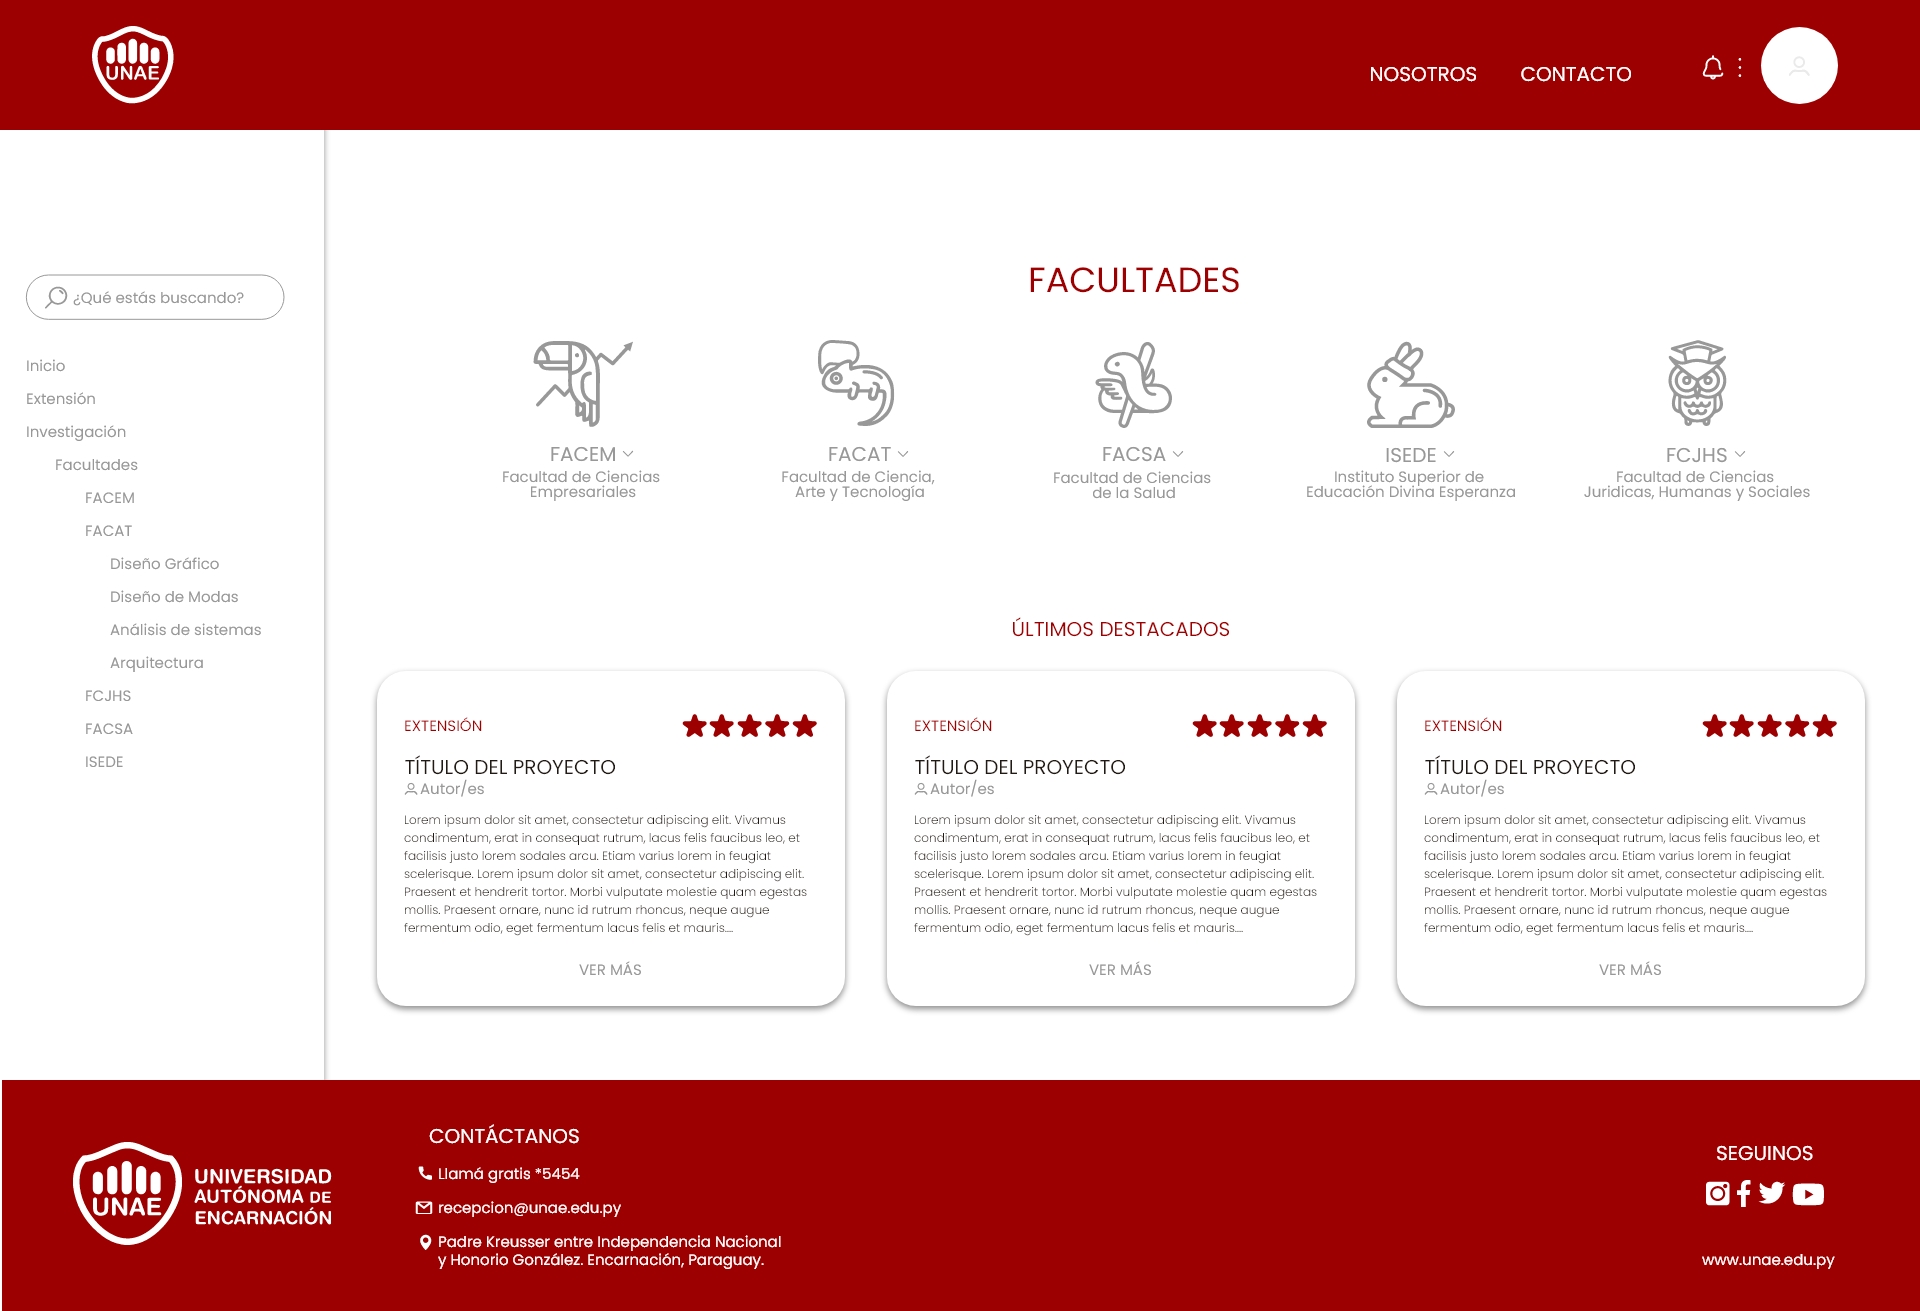 UNAE
NOSOTROS
CONTACTO
¿Qué estás buscando?
Inicio
Extensión
Investigación
Facultades
FACEM
FACAT
Diseño Gráfico
Diseño de Modas
Análisis de sistemas
Arquitectura
FCJHS
FACSA
ISEDE
FACULTADES
FACEM
Facultad de Ciencias
Empresariales
FACAT
Facultad de Ciencia,
Arte y Tecnología
FACSA
Facultad de Ciencias
de la Salud
ISEDE
Instituto Superior de
Educación Divina Esperanza
FCJHS
Facultad de Ciencias
Juridicas, Humanas y Sociales
ÚLTIMOS DESTACADOS
EXTENSIÓN
TÍTULO DEL PROYECTO
Autor/es
Lorem ipsum dolor sit amet, consectetur adipiscing elit. Vivamus
condimentum, erat in consequat rutrum, lacus felis faucibus leo, et
facilisis justo lorem sodales arcu. Etiam varius lorem in feugiat
scelerisque. Lorem ipsum dolor sit amet, consectetur adipiscing elit.
Praesent et hendrerit tortor. Morbi vulputate molestie quam egestas
mollis. Praesent ornare, nunc id rutrum rhoncus, neque augue
fermentum odio, eget fermentum lacus felis et mauris....
VER MÁS
EXTENSIÓN
TÍTULO DEL PROYECTO
Autor/es
Lorem ipsum dolor sit amet, consectetur adipiscing elit. Vivamus
condimentum, erat in consequat rutrum, lacus felis faucibus leo, et
facilisis justo lorem sodales arcu. Etiam varius lorem in feugiat
scelerisque. Lorem ipsum dolor sit amet, consectetur adipiscing elit.
Praesent et hendrerit tortor. Morbi vulputate molestie quam egestas
mollis. Praesent ornare, nunc id rutrum rhoncus, neque augue
fermentum odio, eget fermentum lacus felis et mauris....
VER MÁS
EXTENSIÓN
TÍTULO DEL PROYECTO
Autor/es
Lorem ipsum dolor sit amet, consectetur adipiscing elit. Vivamus
condimentum, erat in consequat rutrum, lacus felis faucibus leo, et
facilisis justo lorem sodales arcu. Etiam varius lorem in feugiat
scelerisque. Lorem ipsum dolor sit amet, consectetur adipiscing elit.
Praesent et hendrerit tortor. Morbi vulputate molestie quam egestas
mollis. Praesent ornare, nunc id rutrum rhoncus, neque augue
fermentum odio, eget fermentum lacus felis et mauris....
VER MÁS
UNAE
UNIVERSIDAD
AUTÓNOMA DE
ENCARNACIÓN
CONTÁCTANOS
Llamá gratis *5454
recepcion@unae.edu.py
Padre Kreusser entre Independencia Nacional
y Honorio González. Encarnación, Paraguay.
SEGUINOS
www.unae.edu.py